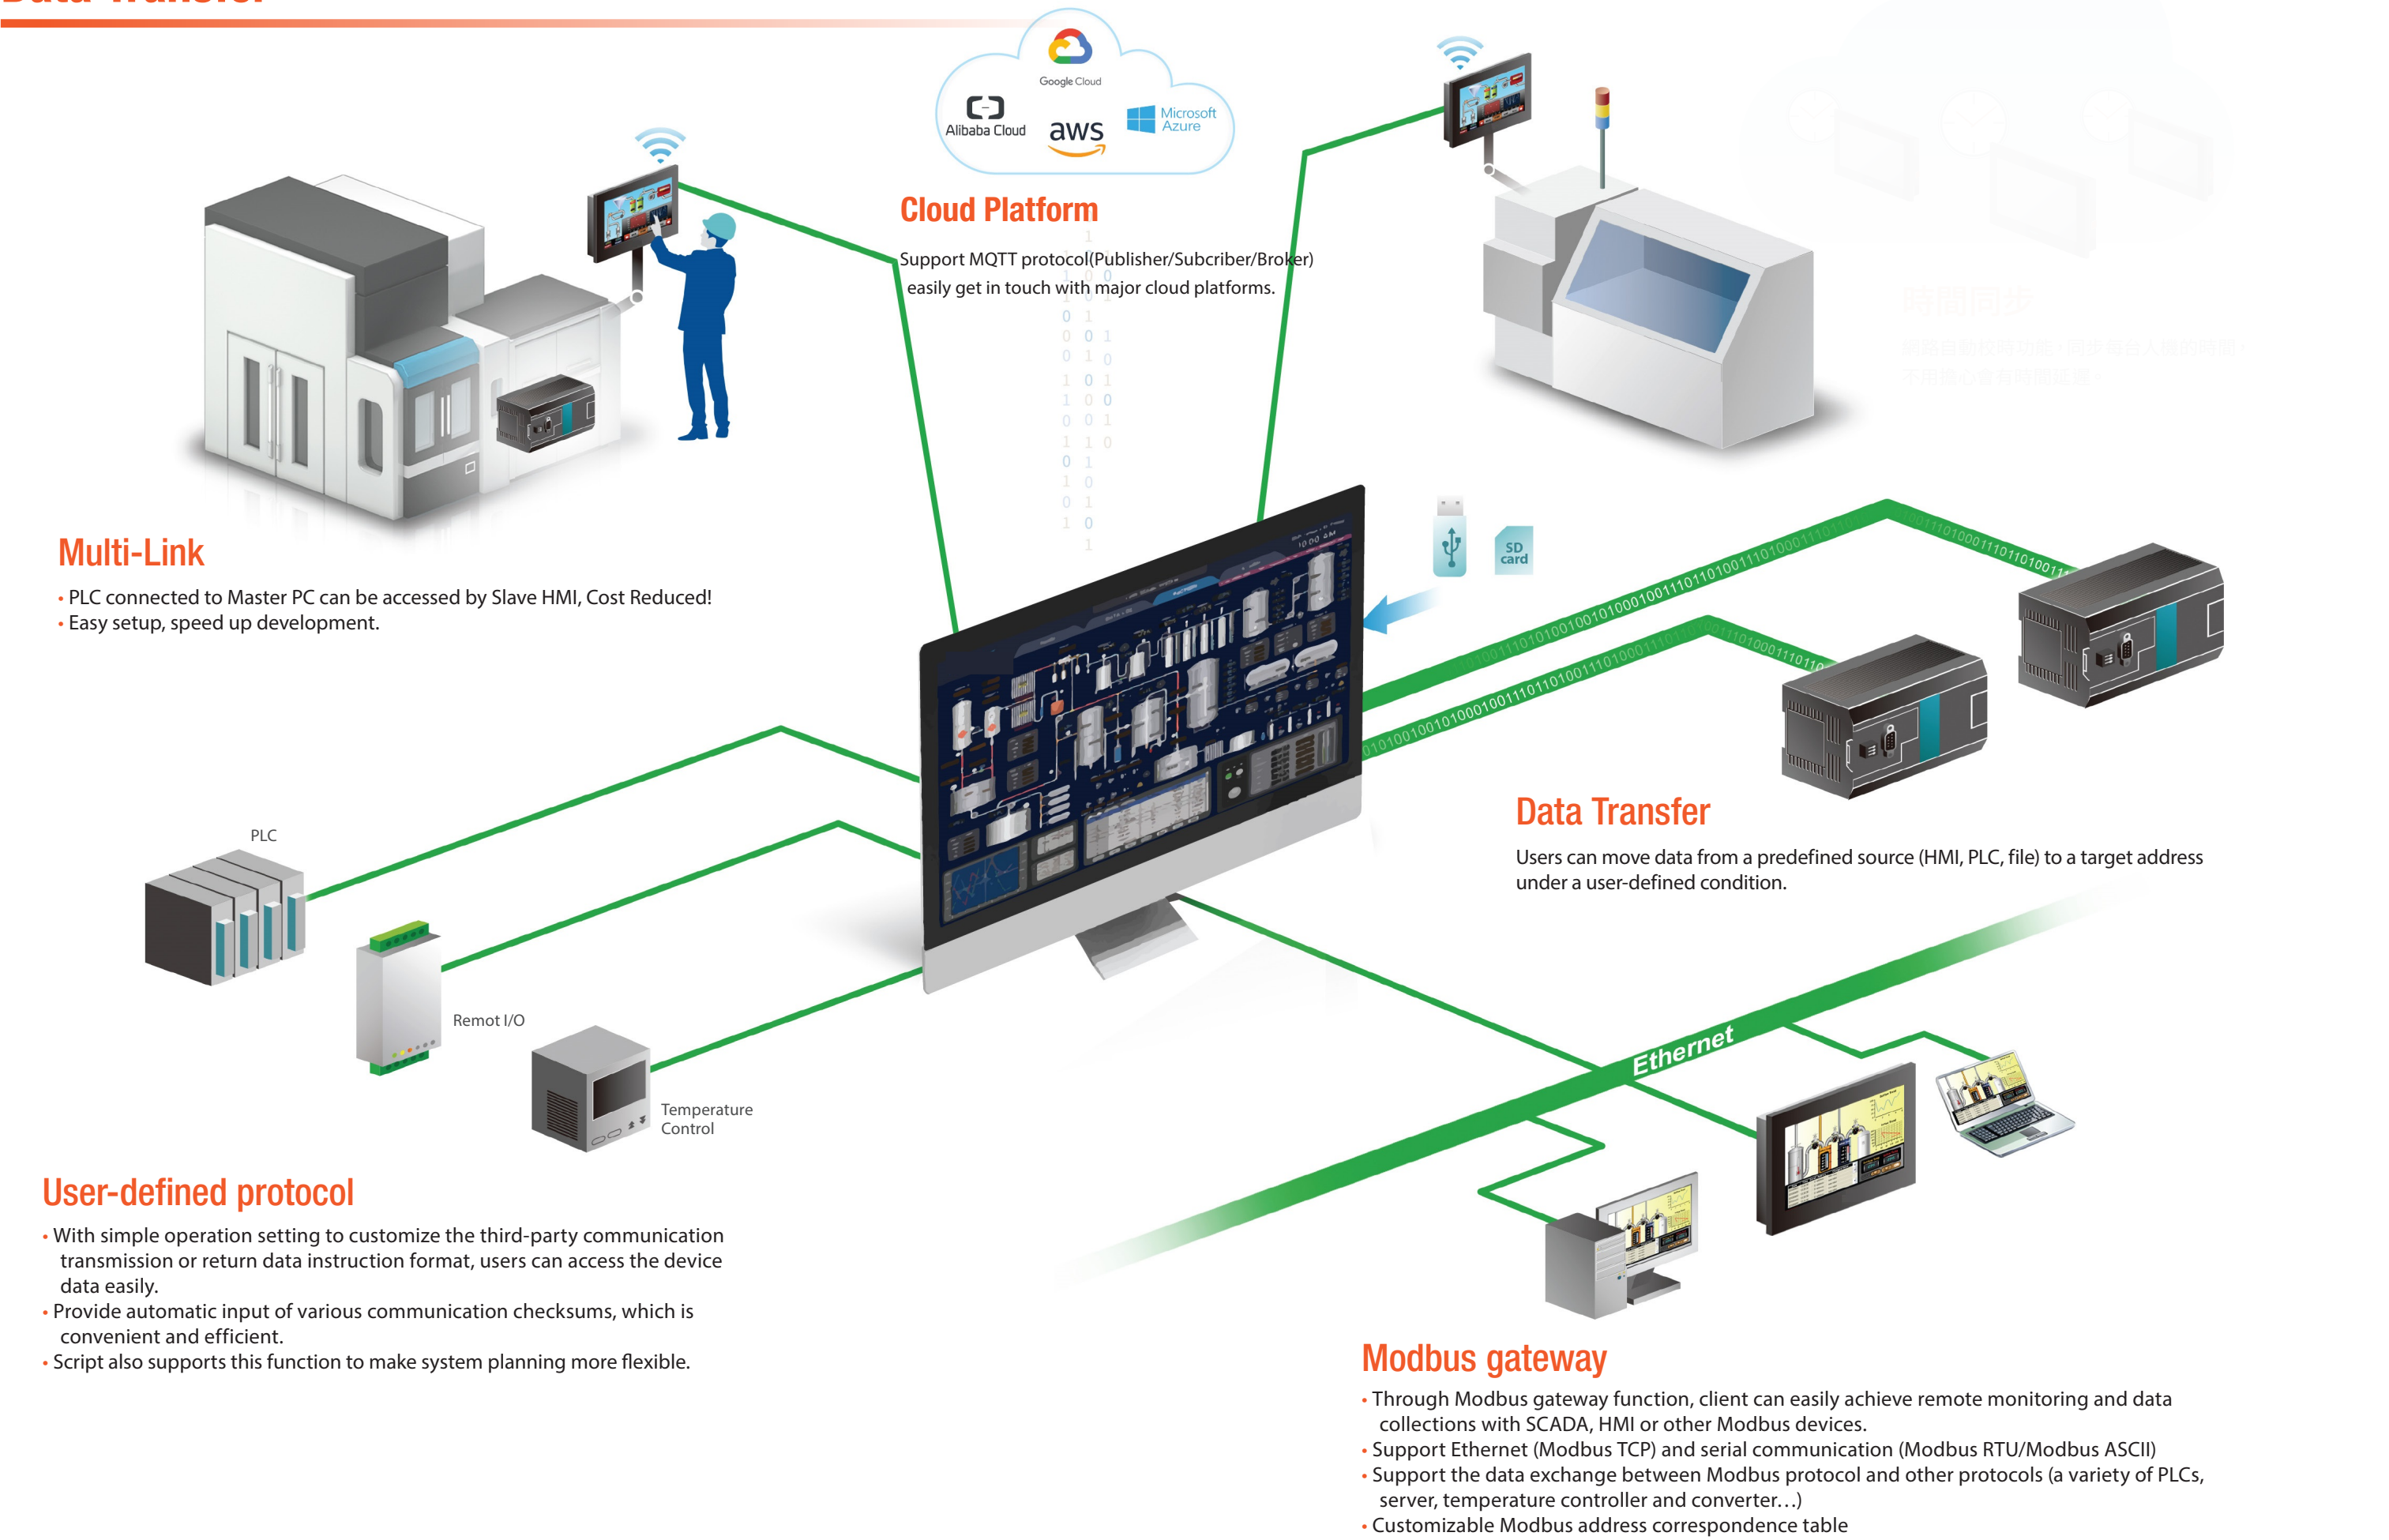 Data Transfer
Google Cloud
Alibaba Cloud
aws
Microsoft
Azure
Cloud Platform
Support MQTT protocol(Publisher/Subcriber/Broker)
easily get in touch with major cloud platforms.
時間同步
Multi-Link
• PLC connected to Master PC can be accessed by Slave HMI, Cost Reduced!
• Easy setup, speed up development.
SD
card
Data Transfer
Users can move data from a predefined source (HMI, PLC, file) to a target address
under a user-defined condition.
PLC
Remot I/O
Temperature
Control
Ethernet
User-defined protocol
• With simple operation setting to customize the third-party communication
transmission or return data instruction format, users can access the device
data easily.
• Provide automatic input of various communication checksums, which is
convenient and efficient.
• Script also supports this function to make system planning more flexible.
Modbus gateway
• Through Modbus gateway function, client can easily achieve remote monitoring and data
collections with SCADA, HMI or other Modbus devices.
• Support Ethernet (Modbus TCP) and serial communication (Modbus RTU/Modbus ASCII)
• Support the data exchange between Modbus protocol and other protocols (a variety of PLCs,
server, temperature controller and converter…)
• Customizable Modbus address correspondence table